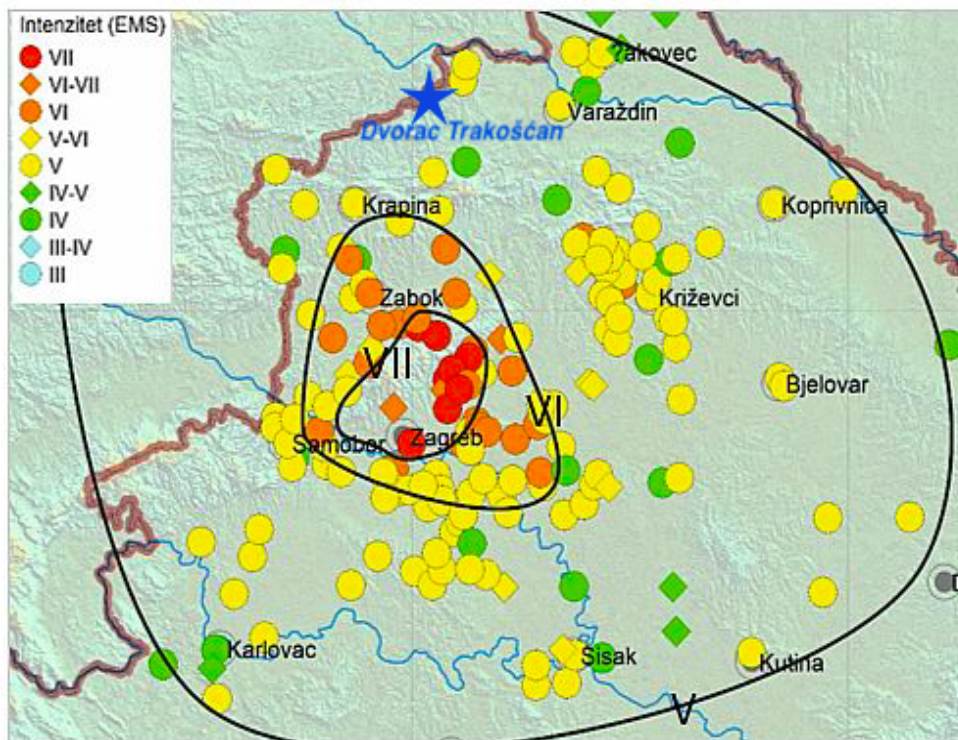 Intenzitet (EMS)
VII
VI-VII
VI
V-VI
V
IV-V
IV
III-IV
III
Dvorac Trakošćan
Varaždin
Krapina
Koprivnica
Zabok
Križevci
VII
Bjelovar
VI
Samobor
Zagreb
Karlovac
Sisak
Kutina
V